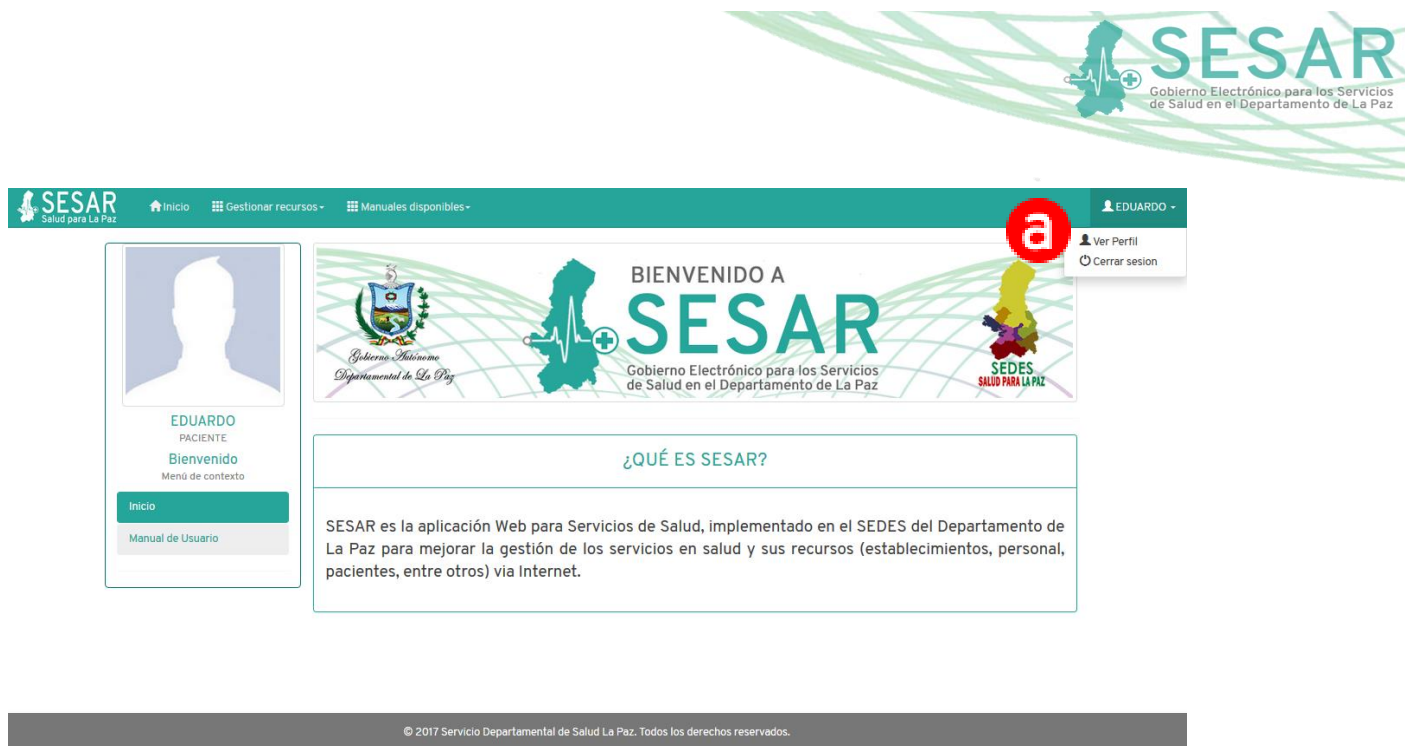 SESAR
Gobierno Electrónico para los Servicios
de Salud en el Departamento de La Paz
SESAR
Salud para La Paz
Inicio
Gestionar recursos
Manuales disponibles
EDUARDO
a
Ver Perfil
Cerrar sesion
EDUARDO
PACIENTE
Bienvenido
Menú de contexto
Inicio
Manual de Usuario
Gobierno Autónomo
Departamental de La Paz
BIENVENIDO A
SESAR
Gobierno Electrónico para los Servicios
de Salud en el Departamento de La Paz
SEDES
SALUD PARA LA PAZ
¿QUÉ ES SESAR?
SESAR es la aplicación Web para Servicios de Salud, implementado en el SEDES del Departamento de
La Paz para mejorar la gestión de los servicios en salud y sus recursos (establecimientos, personal,
pacientes, entre otros) via Internet.
© 2017 Servicio Departamental de Salud La Paz. Todos los derechos reservados.